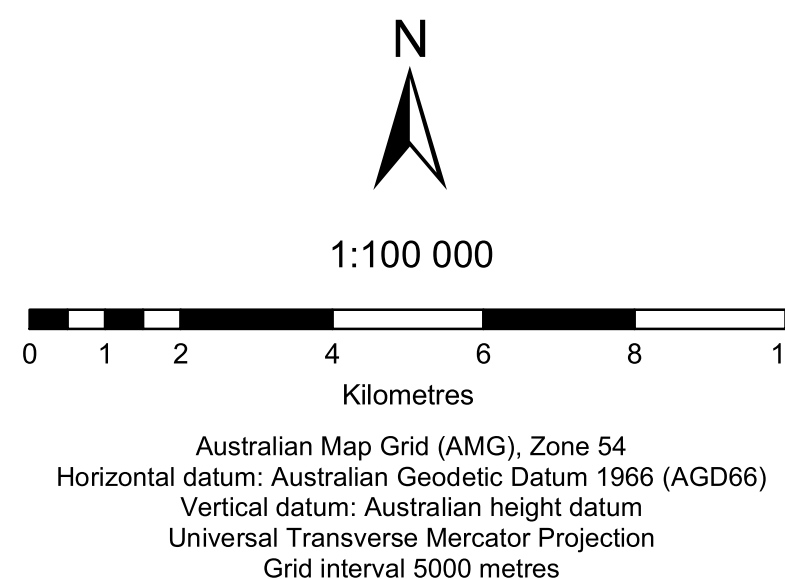 N
1:100 000
0 1 2 4 6 8 1
Kilometres
Australian Map Grid (AMG), Zone 54
Horizontal datum: Australian Geodetic Datum 1966 (AGD66)
Vertical datum: Australian height datum
Universal Transverse Mercator Projection
Grid interval 5000 metres